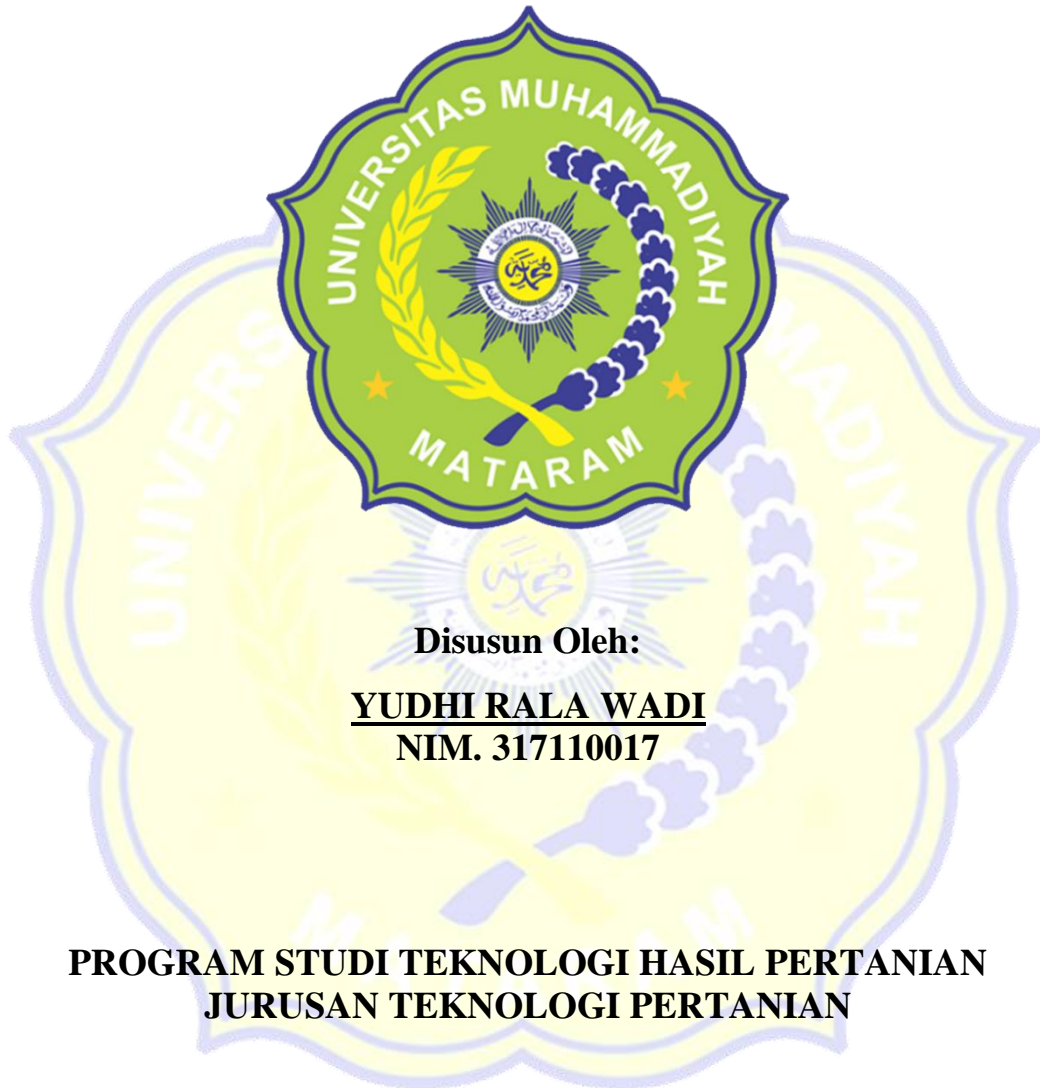 UNIVERSITAS MUHAMMADIYAH
MATARAM
Disusun Oleh:
YUDHI RALA WADI
NIM. 317110017
PROGRAM STUDI TEKNOLOGI HASIL PERTANIAN
JURUSAN TEKNOLOGI PERTANIAN